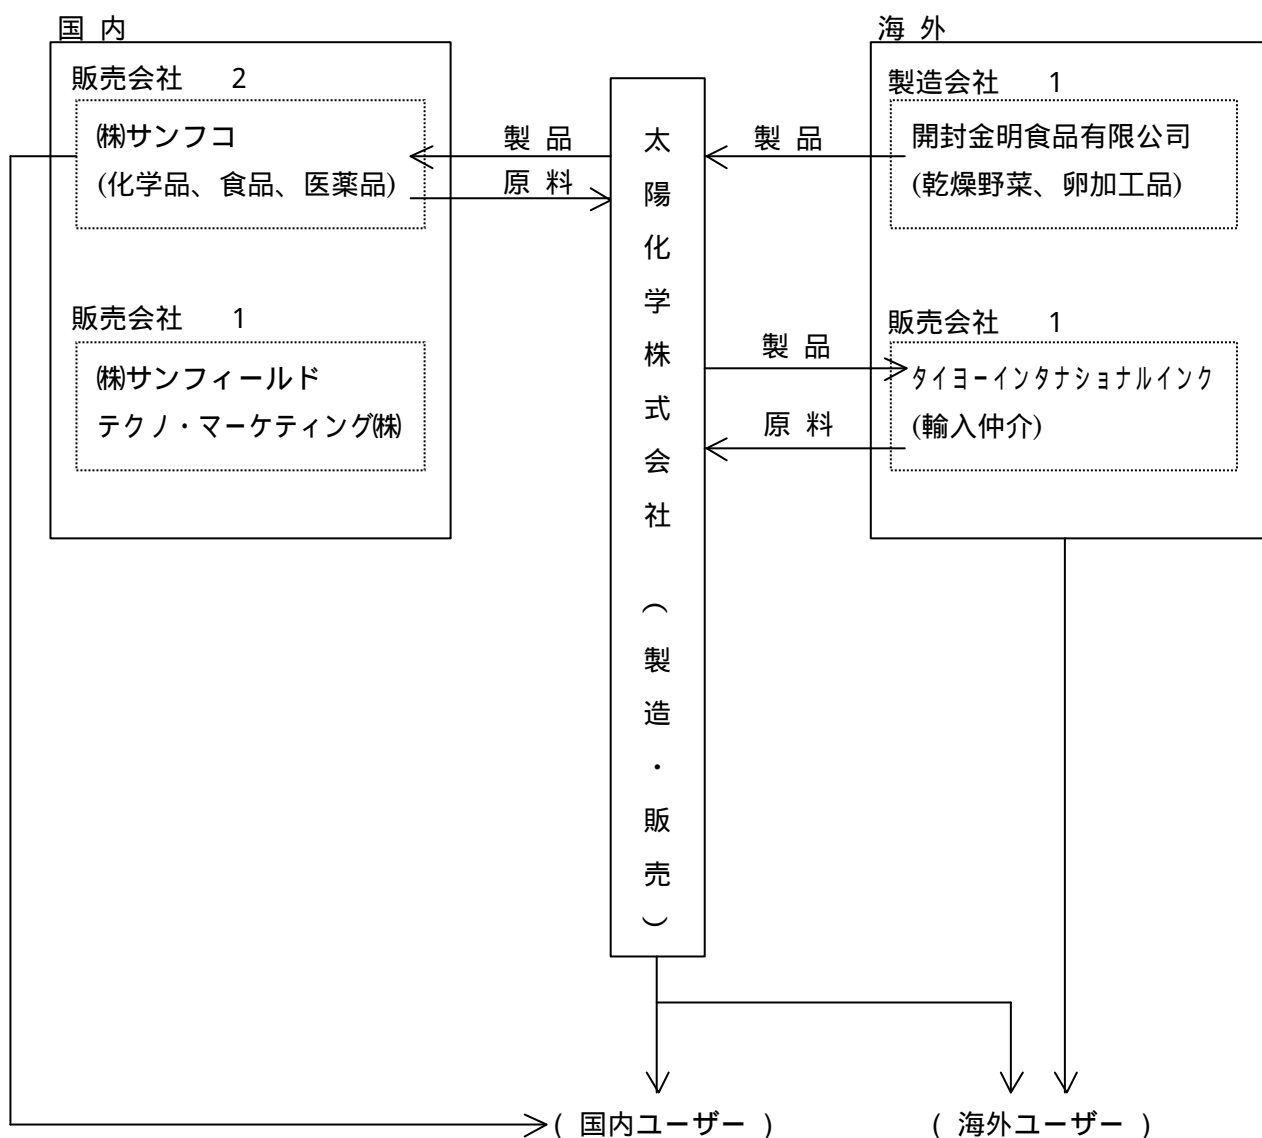 国 内
販売会社 2
㈱サンフコ
(化学品、食品、医薬品)
販売会社 1
㈱サンフィールド
テクノ・マーケティング㈱
製 品
原 料
太陽化学株式会社 (製造・販売)
製 品
製 品
原 料
海 外
製造会社 1
開封金明食品有限公司
(乾燥野菜、卵加工品)
販売会社 1
タイヨーインタナショナルインク
(輸入仲介)
( 国内ユーザー )
( 海外ユーザー )